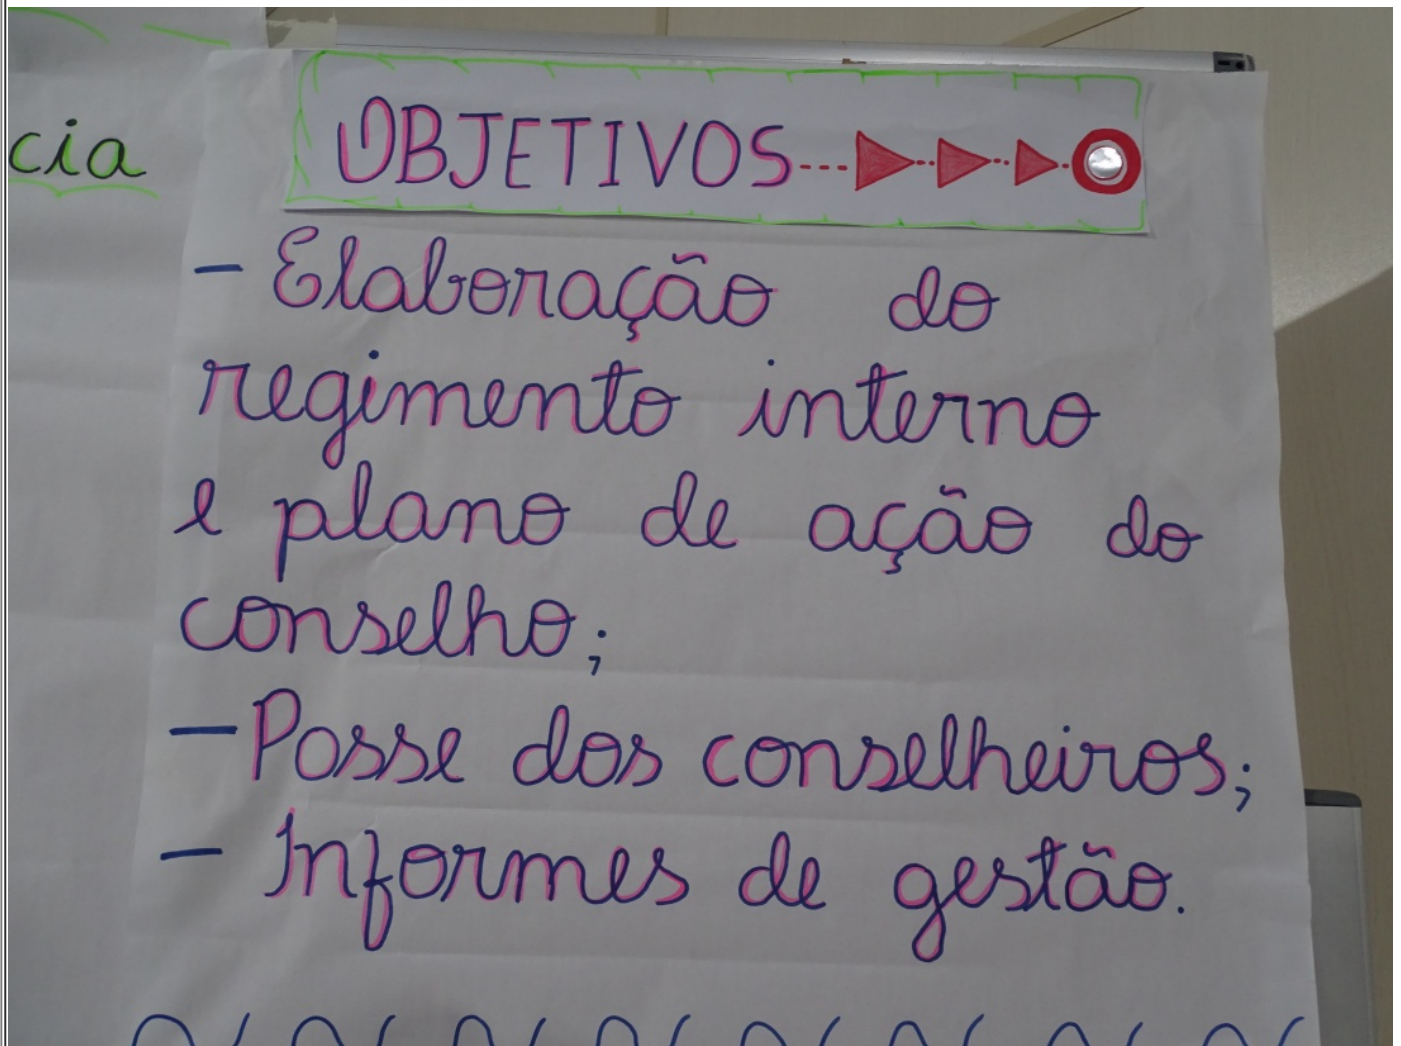 cia
OBJETIVOS
- Elaboração do
regimento interno
e plano de ação do
conselho;
- Posse dos conselheiros;
- Informes de gestão.